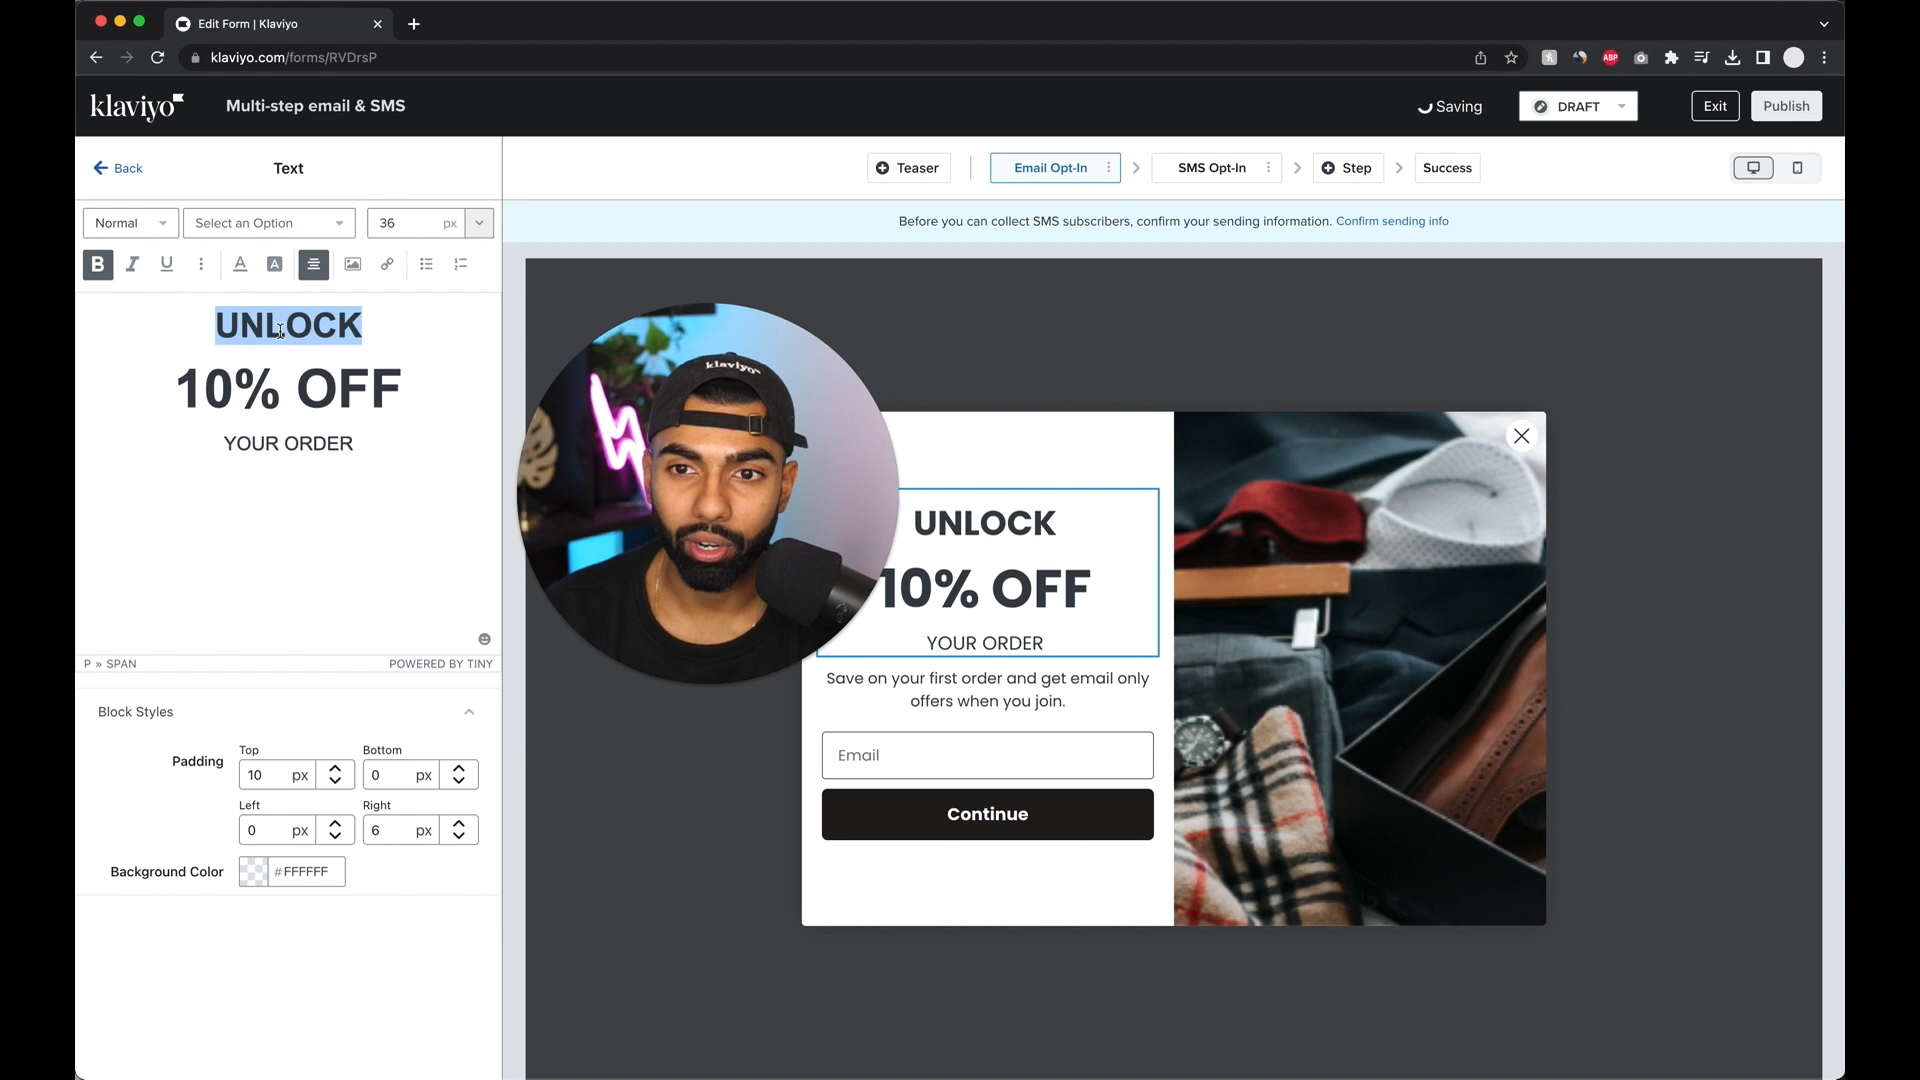 Edit Form | Klaviyo
klaviyo.com/forms/RVDrsP
ABP
klaviyo
Multi-step email & SMS
Saving
DRAFT
Exit
Publish
Back
Text
Teaser
Email Opt-In
SMS Opt-In
Step
Success
Normal
Select an Option
36 px
Before you can collect SMS subscribers, confirm your sending information. Confirm sending info
B I U A A
UNLOCK
10% OFF
YOUR ORDER
klaviyo
UNLOCK
10% OFF
YOUR ORDER
Save on your first order and get email only
offers when you join.
Email
Continue
P » SPAN
POWERED BY TINY
Block Styles
Padding
Top
Bottom
10 px
0 px
Left
Right
0 px
6 px
Background Color
# FFFFFF